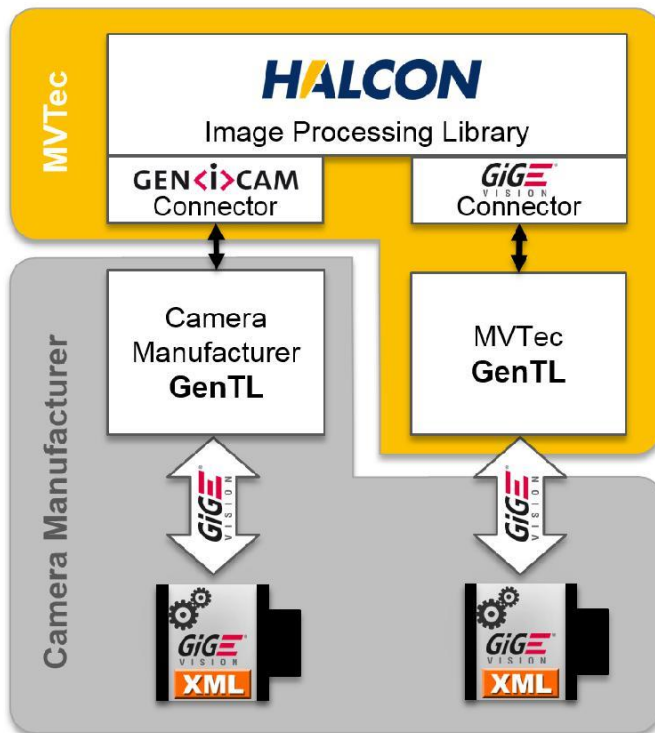 MVTec
HALCON
Image Processing Library
GEN<i>CAM
Connector
GiGE
VISION
Connector
Camera Manufacturer
Camera
Manufacturer
GenTL
MVTec
GenTL
GiGE®
VISION
GiGE®
VISION
GiGE®
VISION
XML
GiGE®
VISION
XML